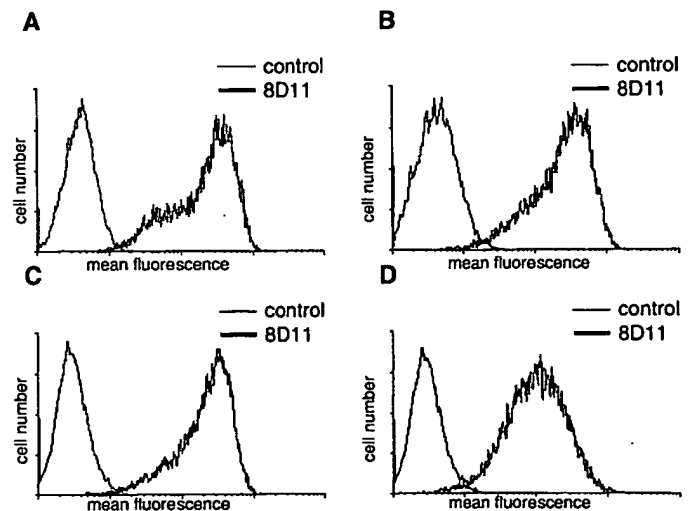 A
control
8D11
cell number
mean fluorescence
B
control
8D11
cell number
mean fluorescence
C
control
8D11
cell number
mean fluorescence
D
control
8D11
cell number
mean fluorescence